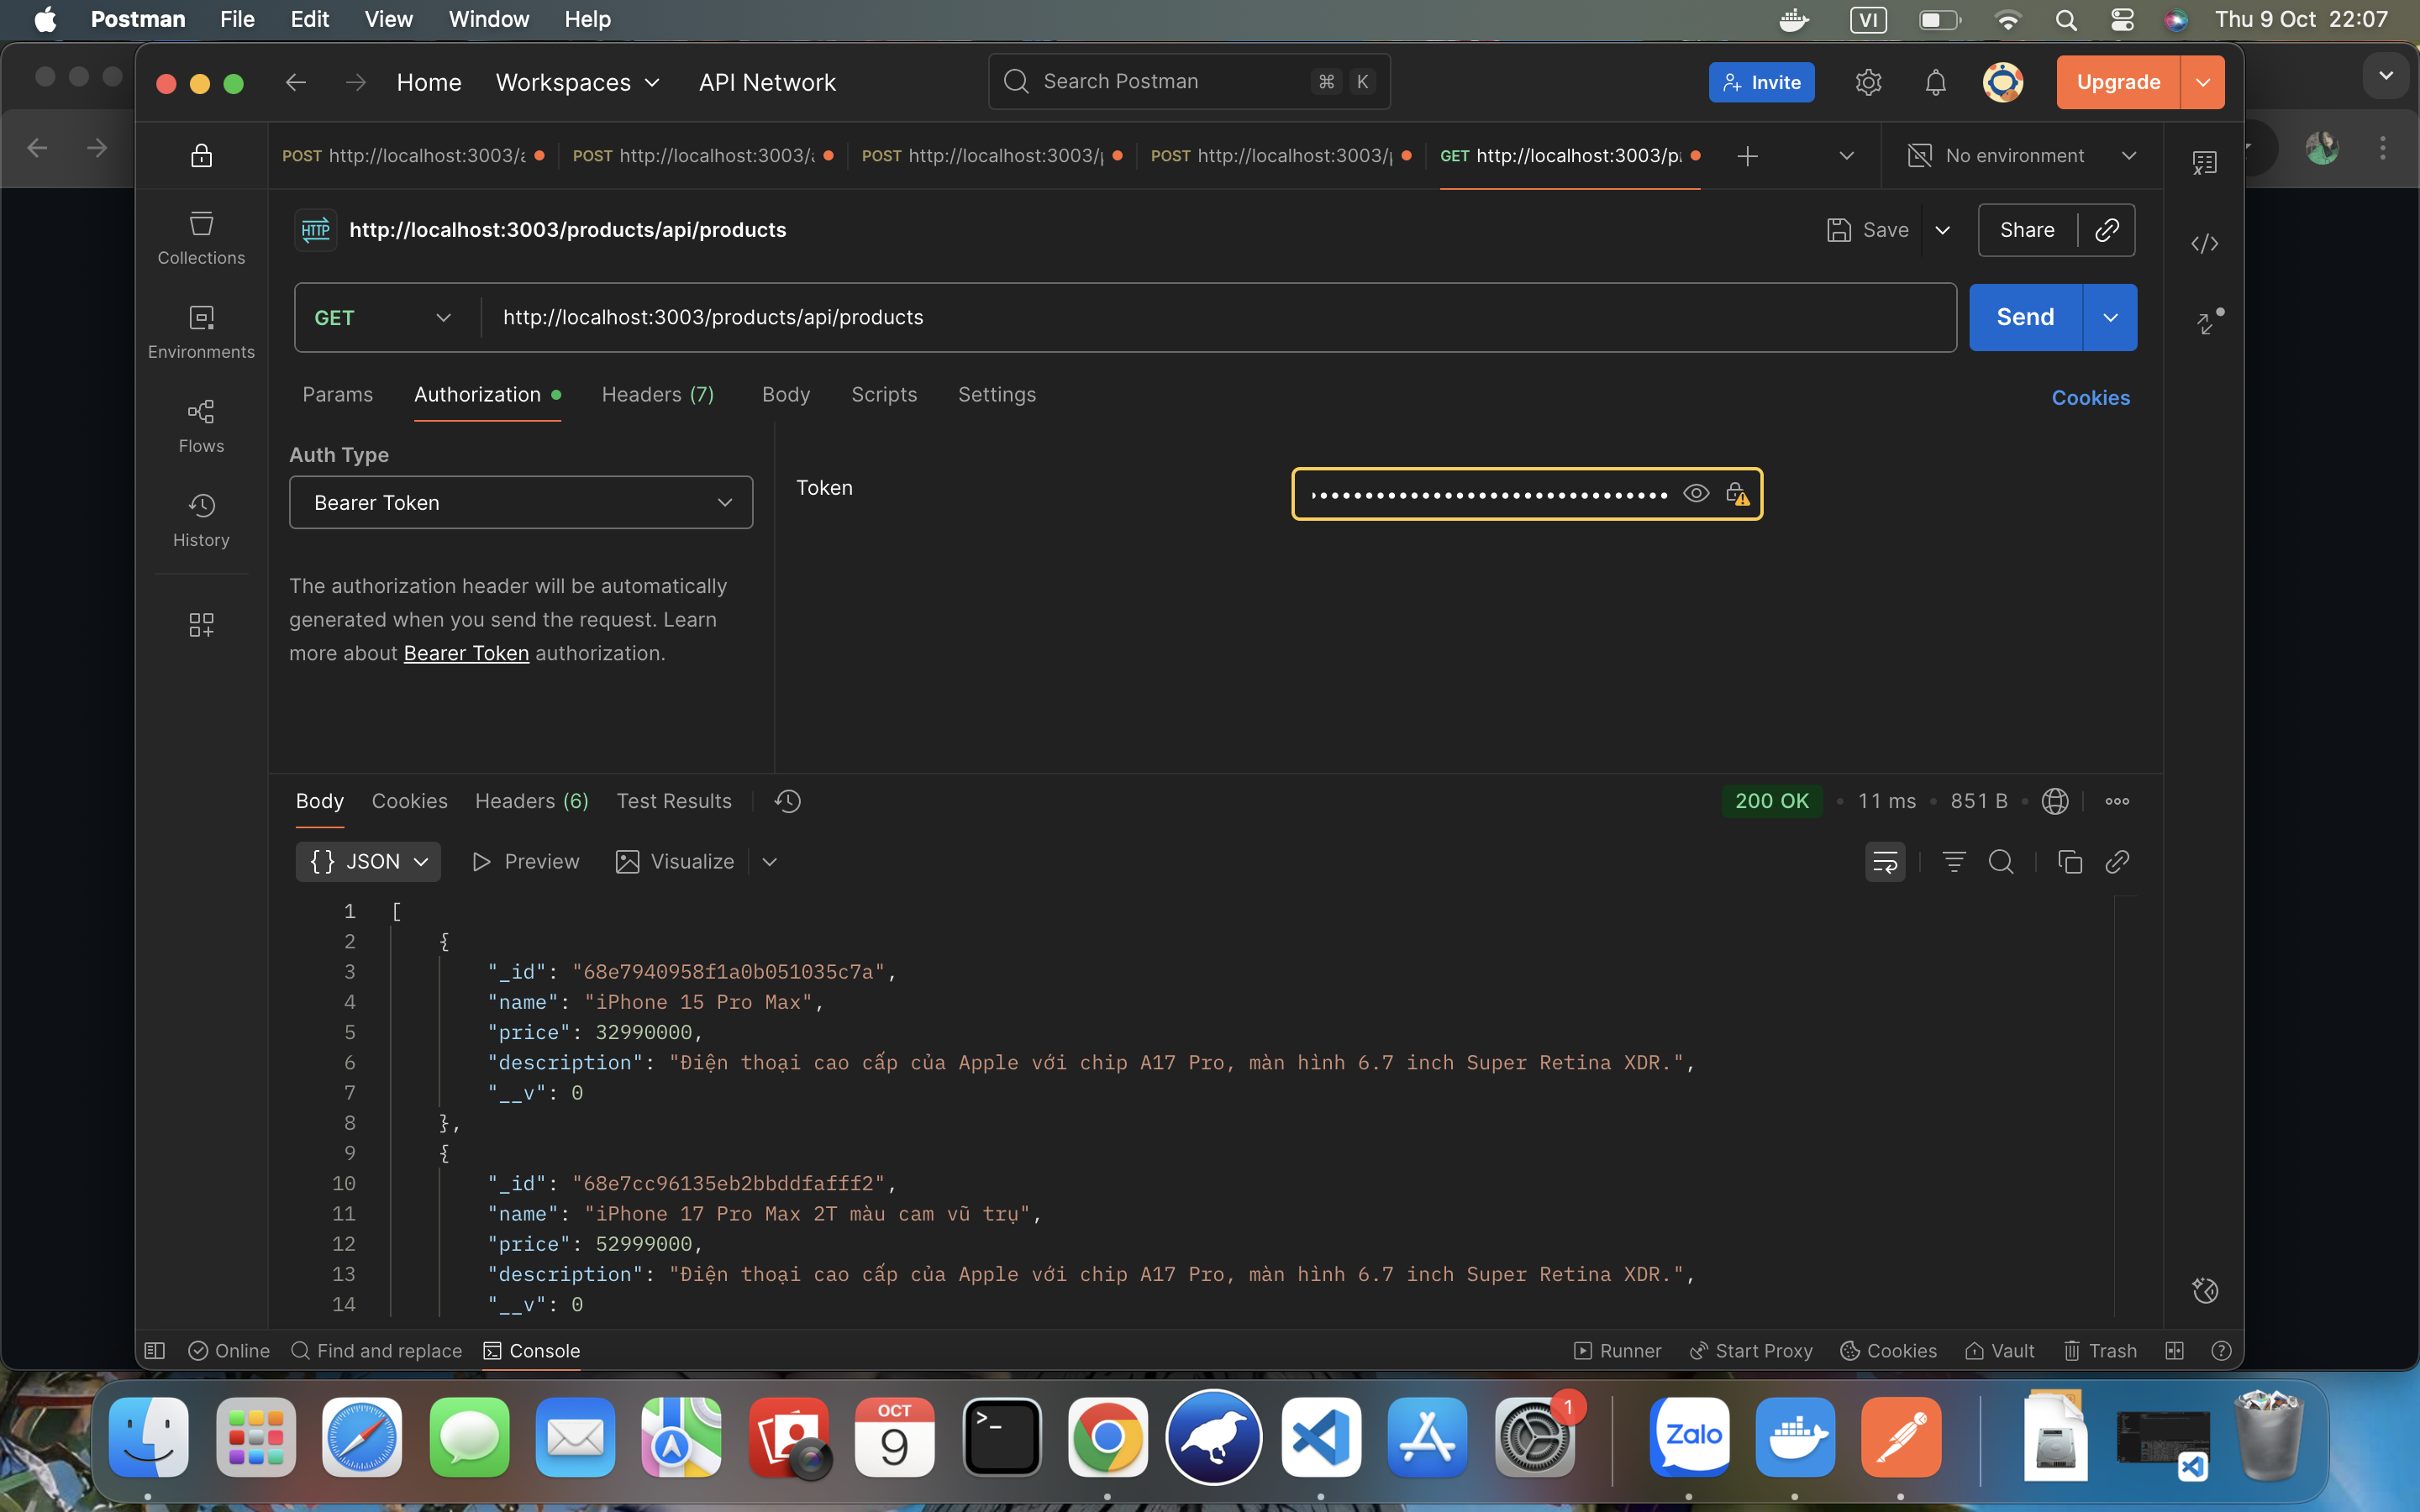 Postman File Edit View Window Help VI Thu 9 Oct 22:07
Home Workspaces API Network Search Postman ⌘ K Invite Upgrade
POST http://localhost:3003/ POST http://localhost:3003/ POST http://localhost:3003/ POST http://localhost:3003/ GET http://localhost:3003/p No environment
HTTP http://localhost:3003/products/api/products Save Share
Collections
Environments
Flows
History
GET http://localhost:3003/products/api/products Send
Params Authorization Headers (7) Body Scripts Settings Cookies
Auth Type
Bearer Token
Token
The authorization header will be automatically
generated when you send the request. Learn
more about Bearer Token authorization.
Body Cookies Headers (6) Test Results 200 OK 11 ms 851 B
{} JSON Preview Visualize
1 [
2 {
3 "_id": "68e7940958f1a0b051035c7a",
4 "name": "iPhone 15 Pro Max",
5 "price": 32990000,
6 "description": "Điện thoại cao cấp của Apple với chip A17 Pro, màn hình 6.7 inch Super Retina XDR.",
7 "__v": 0
8 },
9 {
10 "_id": "68e7cc96135eb2bbddfafff2",
11 "name": "iPhone 17 Pro Max 2T màu cam vũ trụ",
12 "price": 52999000,
13 "description": "Điện thoại cao cấp của Apple với chip A17 Pro, màn hình 6.7 inch Super Retina XDR.",
14 "__v": 0
Online Find and replace Console Runner Start Proxy Cookies Vault Trash
OCT
9
1
Zalo